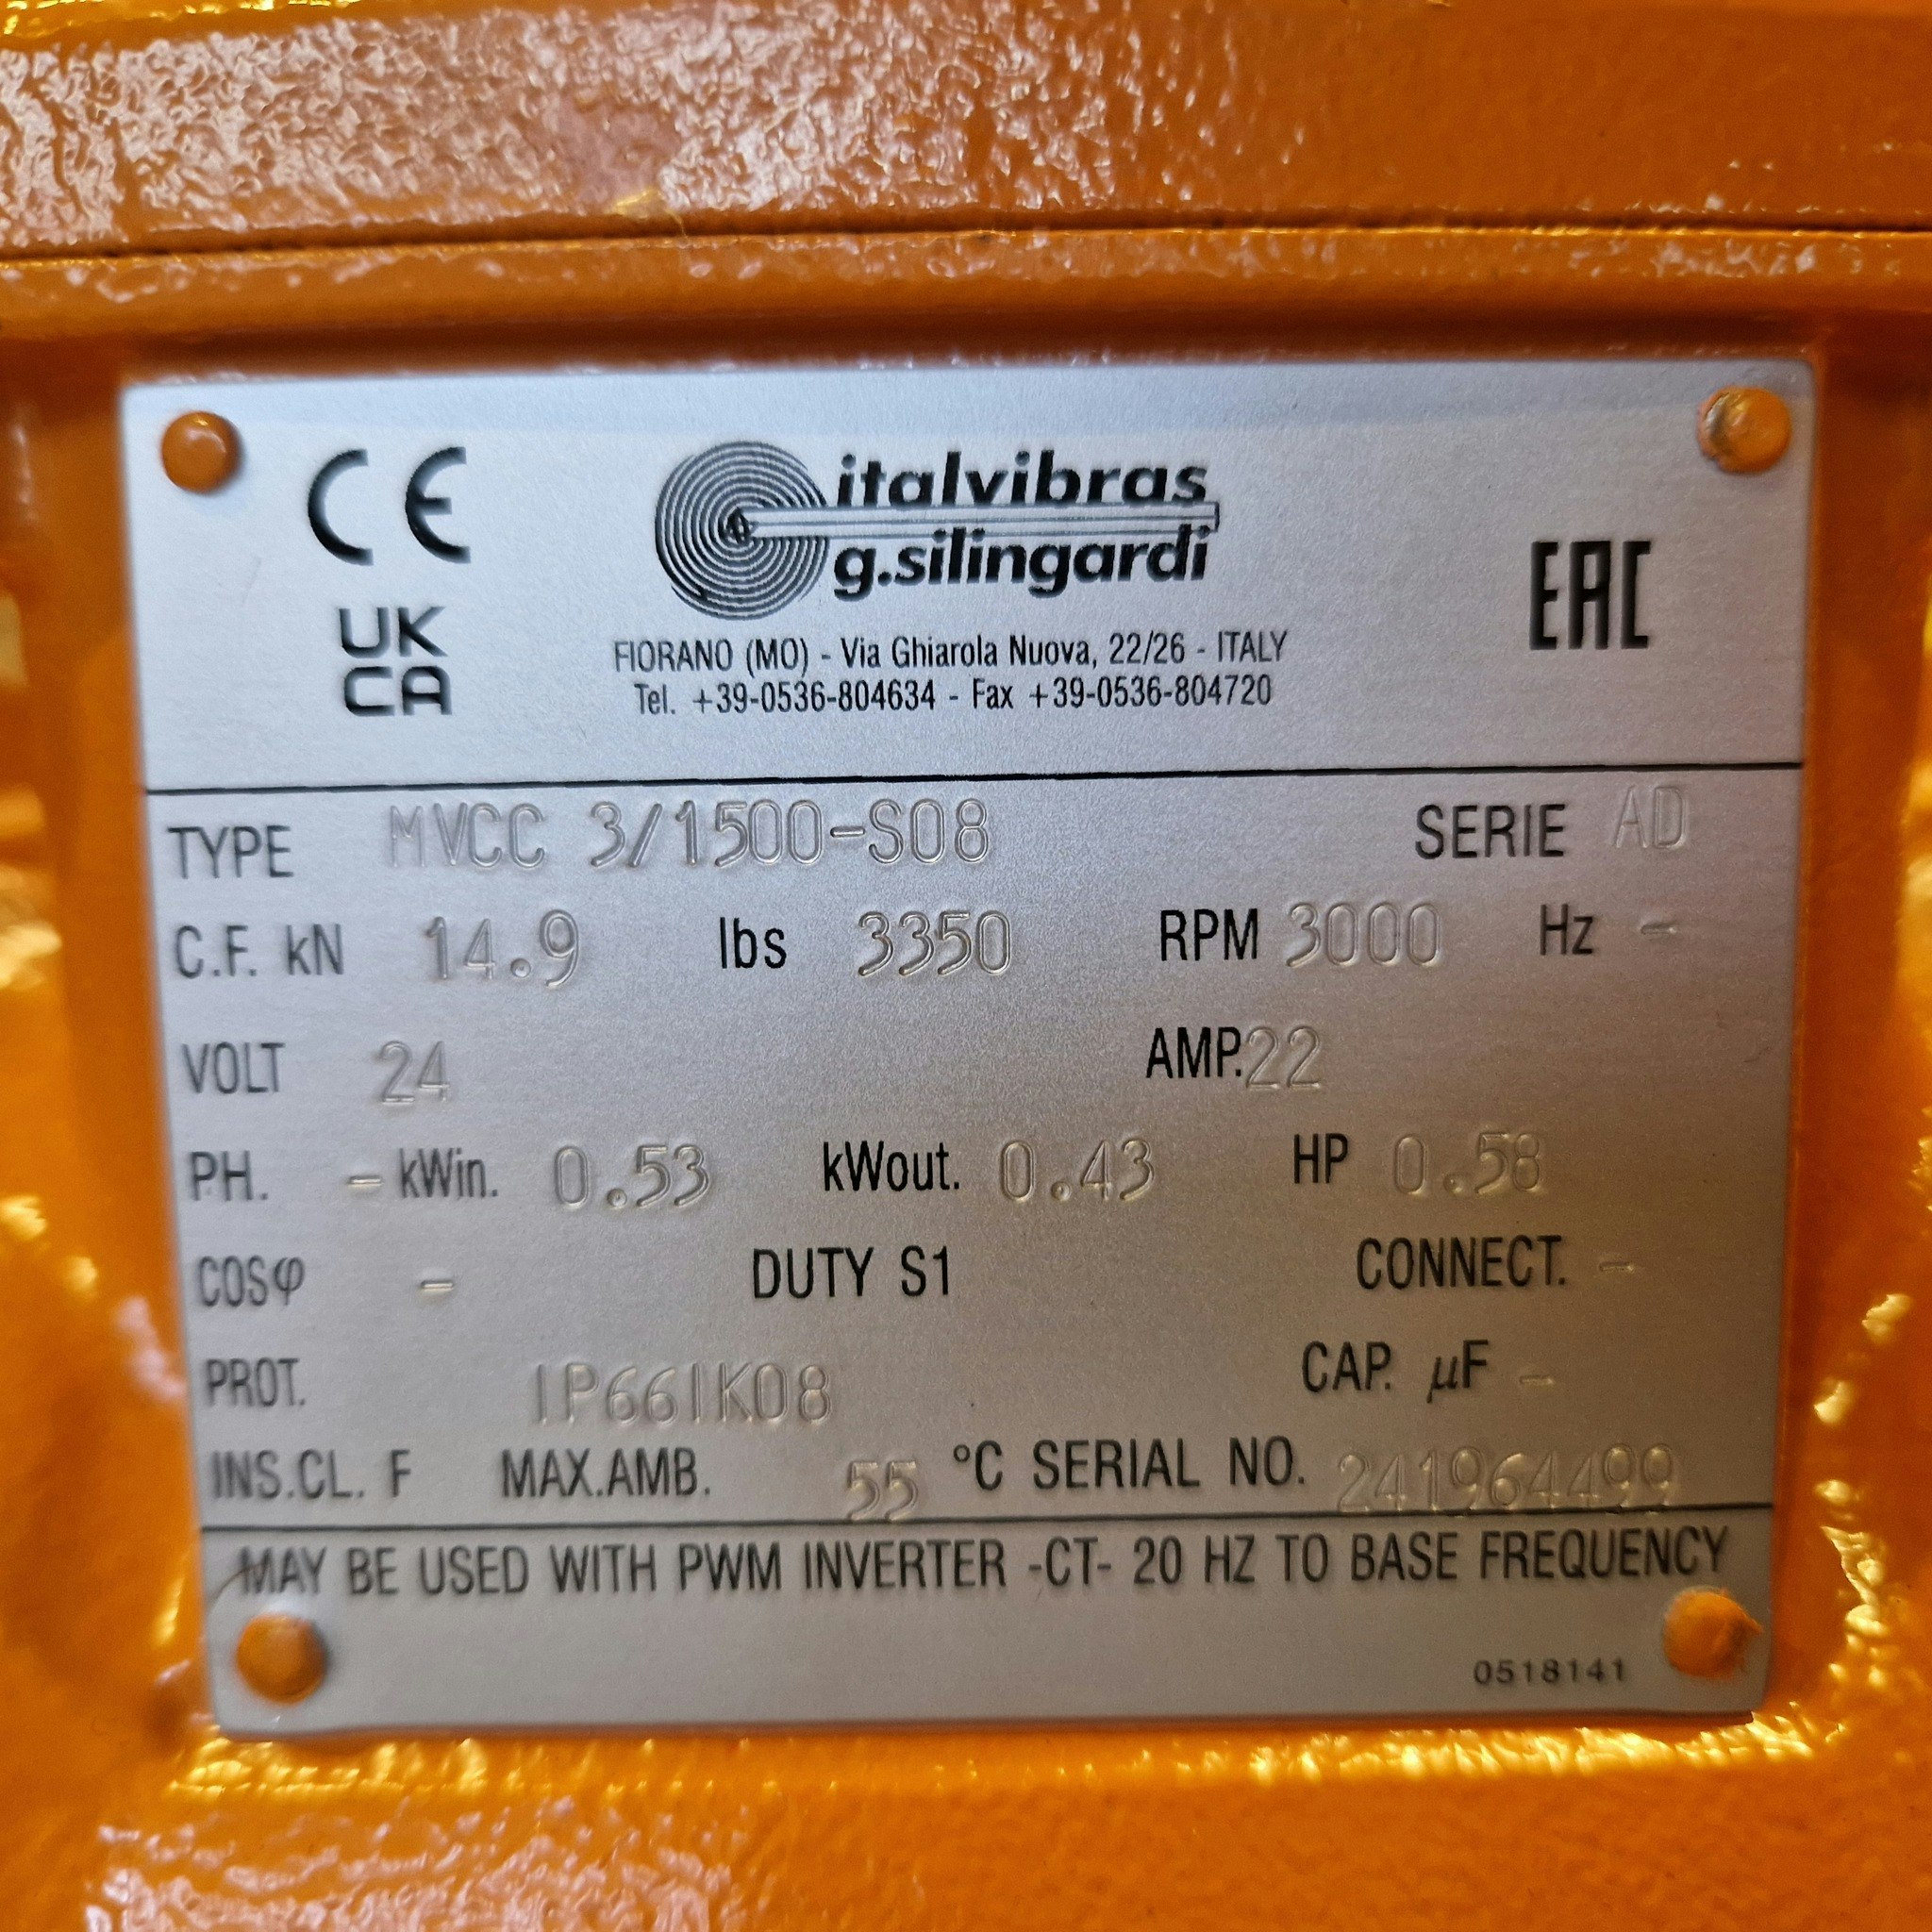 CE
italvibras
g.silingardi
EAC
UK
CA
FIORANO (MO) - Via Ghiarola Nuova, 22/26 - ITALY
Tel. +39-0536-804634 - Fax +39-0536-804720
TYPE MVCC 3/1500-S08 SERIE AD
C.F. kN 14.9 lbs 3350 RPM 3000 Hz -
VOLT 24 AMP. 22
PH. - kWin. 0.53 kWout. 0.43 HP 0.58
COSφ - DUTY S1 CONNECT. -
PROT. IP66IK08 CAP. µF -
INS.CL. F MAX.AMB. 55 °C SERIAL NO. 241964499
MAY BE USED WITH PWM INVERTER -CT- 20 HZ TO BASE FREQUENCY
0518141